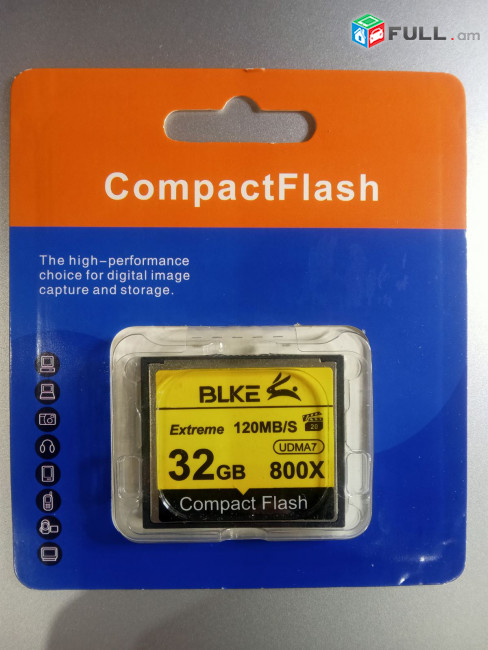 FULL.am
CompactFlash
The high-performance
choice for digital image
capture and storage.
BLKE
Extreme 120MB/S 20
UDMA7
32GB 800X
Compact Flash